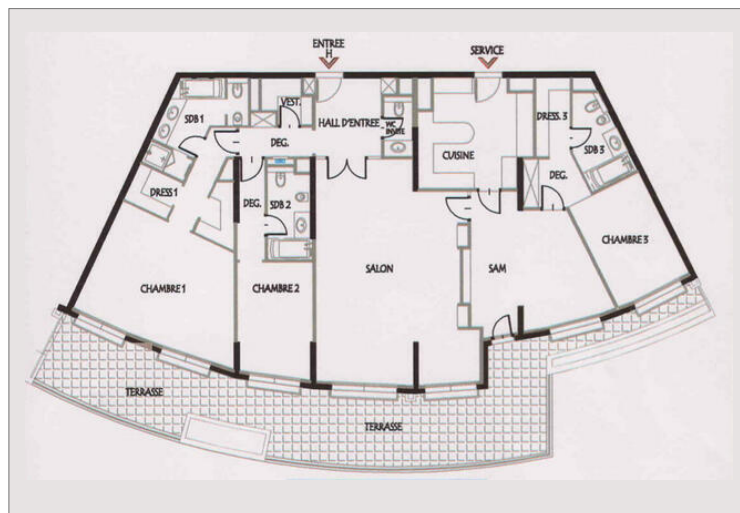 ENTREE
H
SERVICE
SDB 1
VEST.
HALL D'ENTREE
WC
INVITE
DRESS. 3
SDB 3
DEG.
CUISINE
DRESS 1
DEG.
SDB 2
DEG.
CHAMBRE 3
SALON
SAM
CHAMBRE 1
CHAMBRE 2
TERRASSE
TERRASSE